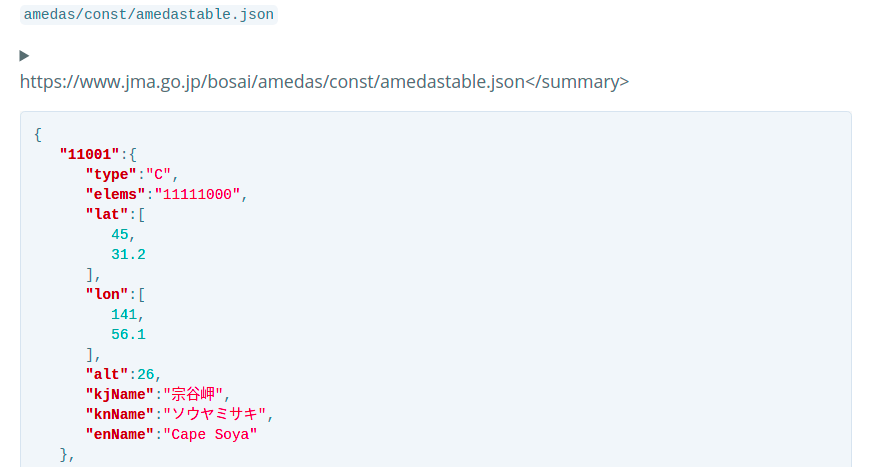 amedas/const/amedastable.json
https://www.jma.go.jp/bosai/amedas/const/amedastable.json</summary>
{
"11001":{
"type":"C",
"elems":"11111000",
"lat":[
45,
31.2
],
"lon":[
141,
56.1
],
"alt":26,
"kjName":"宗谷岬",
"knName":"ソウヤミサキ",
"enName":"Cape Soya"
},